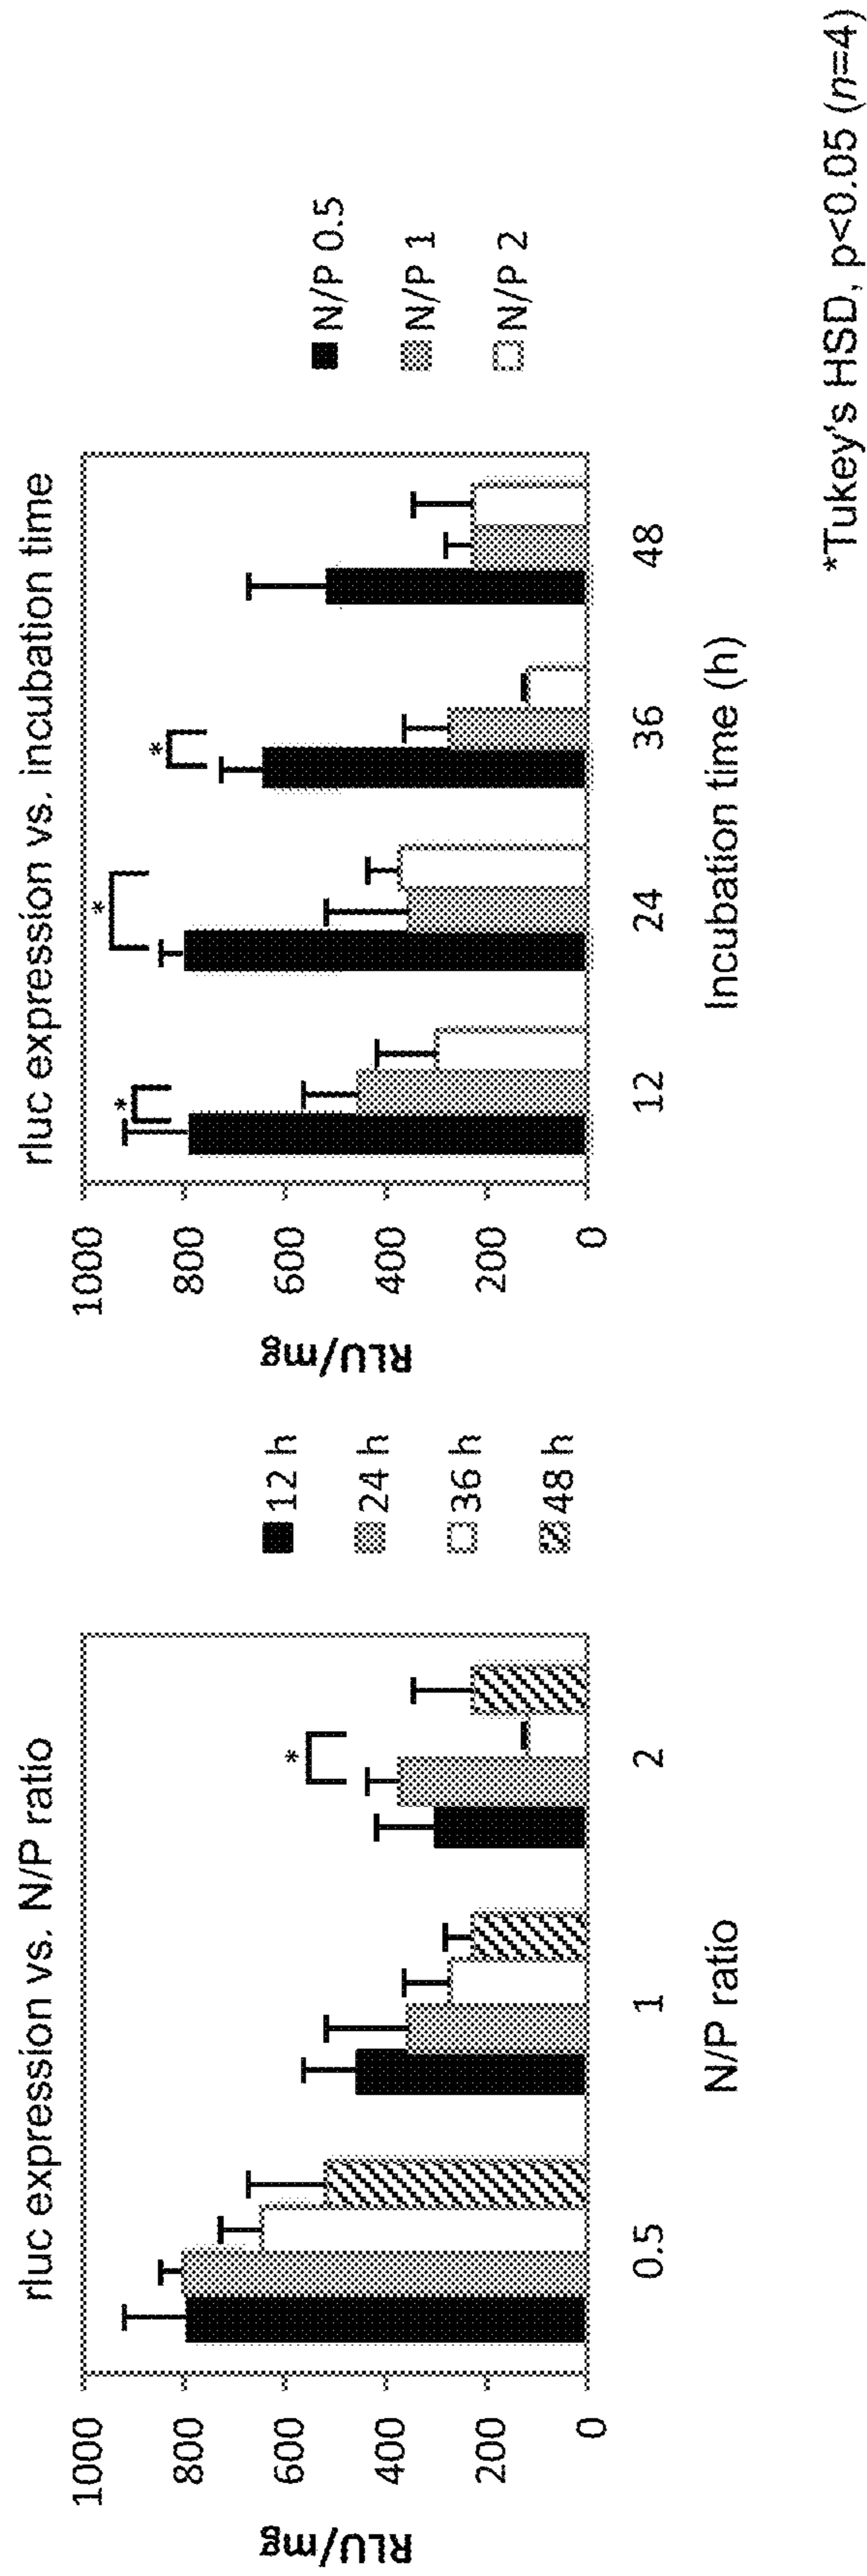 rluc expression vs. N/P ratio
RLU/mg
1000
800
600
400
200
0
*
0.5 1 2
N/P ratio
12 h
24 h
36 h
48 h
rluc expression vs. incubation time
RLU/mg
1000
800
600
400
200
0
* * *
12 24 36 48
Incubation time (h)
N/P 0.5
N/P 1
N/P 2
*Tukey's HSD, p<0.05 (n=4)